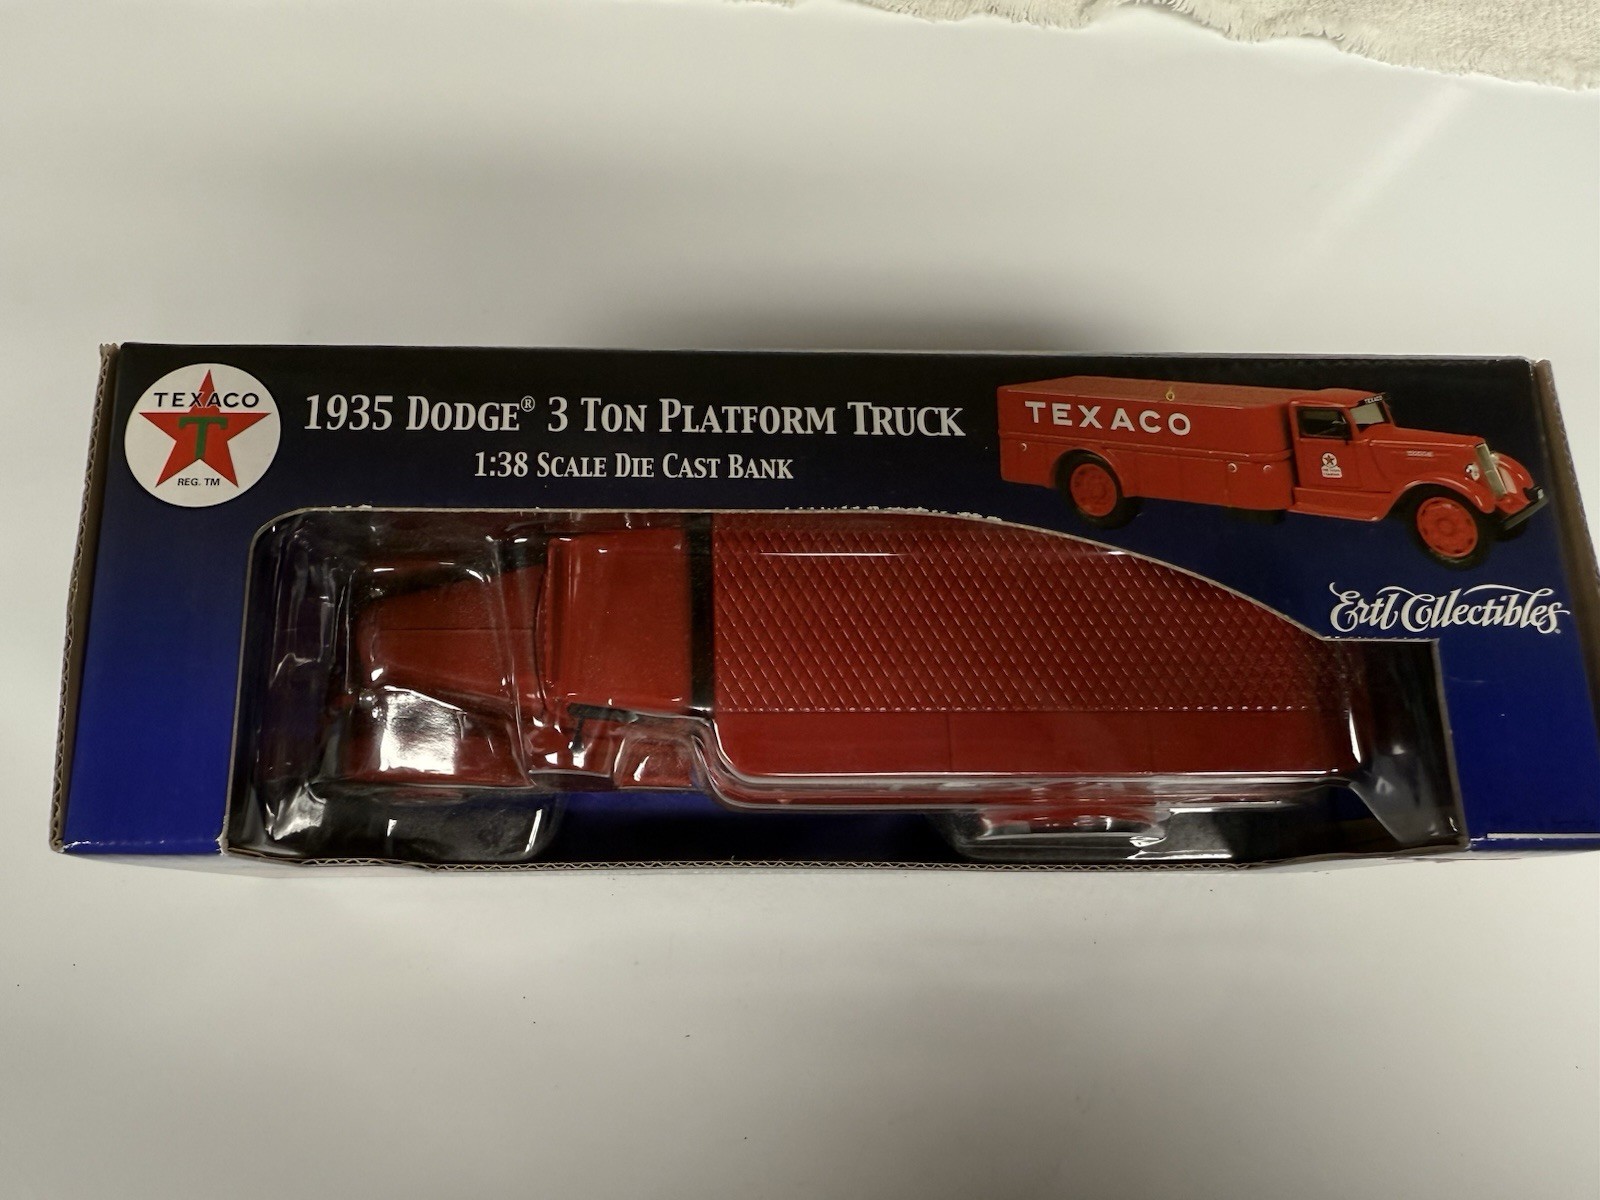 TEXACO
T
REG. TM
1935 DODGE® 3 TON PLATFORM TRUCK
1:38 SCALE DIE CAST BANK
TEXACO
Ertl Collectibles